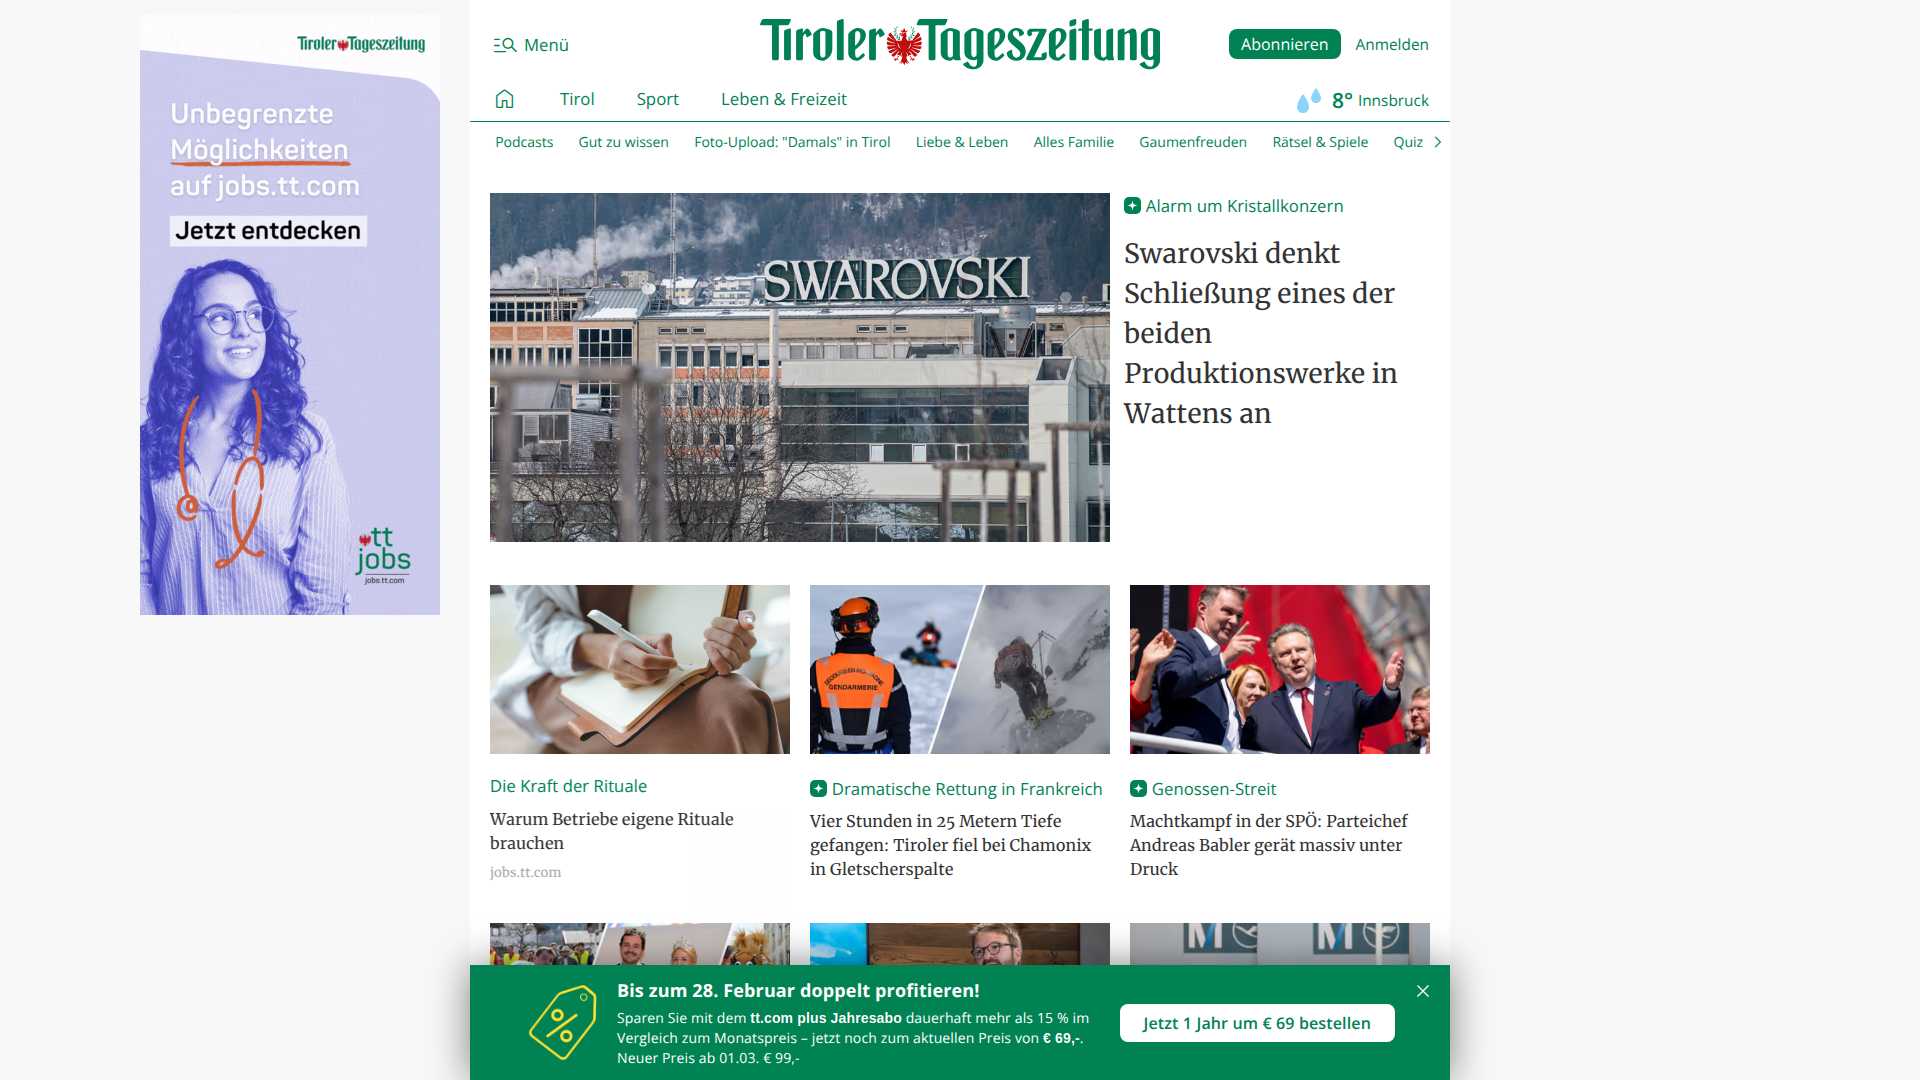 Tiroler Tageszeitung
Unbegrenzte
Möglichkeiten
auf jobs.tt.com
Jetzt entdecken
tt
jobs
jobs.tt.com
Menü
Tiroler Tageszeitung
Abonnieren
Anmelden
Tirol
Sport
Leben & Freizeit
8° Innsbruck
Podcasts
Gut zu wissen
Foto-Upload: "Damals" in Tirol
Liebe & Leben
Alles Familie
Gaumenfreuden
Rätsel & Spiele
Quiz
SWAROVSKI
Alarm um Kristallkonzern
Swarovski denkt
Schließung eines der
beiden
Produktionswerke in
Wattens an
GENDARMERIE
Die Kraft der Rituale
Warum Betriebe eigene Rituale
brauchen
jobs.tt.com
Dramatische Rettung in Frankreich
Vier Stunden in 25 Metern Tiefe
gefangen: Tiroler fiel bei Chamonix
in Gletscherspalte
Genossen-Streit
Machtkampf in der SPÖ: Parteichef
Andreas Babler gerät massiv unter
Druck
Bis zum 28. Februar doppelt profitieren!
Sparen Sie mit dem tt.com plus Jahresabo dauerhaft mehr als 15 % im
Vergleich zum Monatspreis – jetzt noch zum aktuellen Preis von € 69,-.
Neuer Preis ab 01.03. € 99,-
Jetzt 1 Jahr um € 69 bestellen